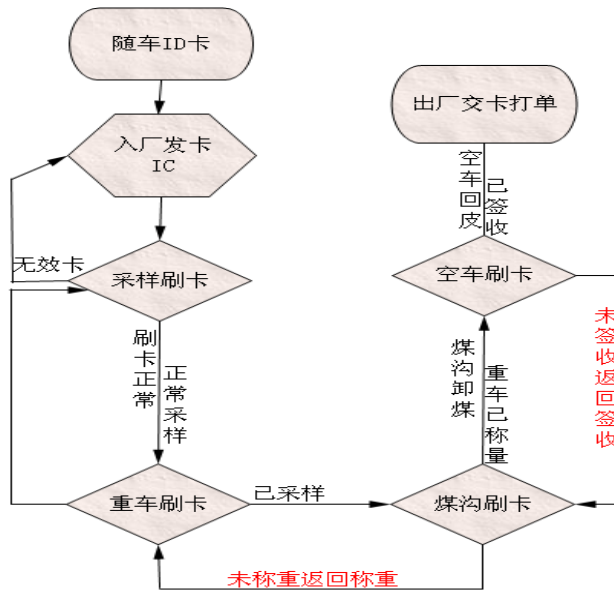 随车ID卡
入厂发卡
IC
无效卡
采样刷卡
刷卡正常
正常采样
重车刷卡
已采样
煤沟刷卡
未称重返回称重
煤沟卸煤
重车已称量
空车刷卡
未签收返回签收
空车回皮
已签收
出厂交卡打单